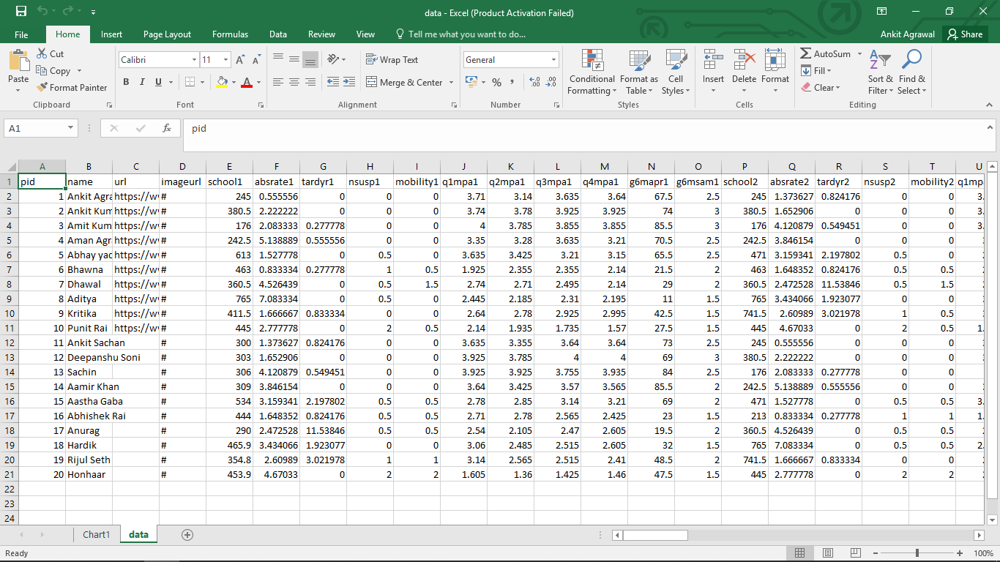 data - Excel (Product Activation Failed)
File Home Insert Page Layout Formulas Data Review View Tell me what you want to do... Ankit Agrawal Share
Paste Cut Copy Format Painter Clipboard
Calibri 11 B I U A Font
Wrap Text Merge & Center Alignment
General % , Number
Conditional Formatting Format as Table Cell Styles Styles
Insert Delete Format Cells
AutoSum Fill Clear Sort & Filter Find & Select Editing
A1 fx pid
A B C D E F G H I J K L M N O P Q R S T U
1 pid name url imageurl school1 absrate1 tardyr1 nsusp1 mobility1 q1mpa1 q2mpa1 q3mpa1 q4mpa1 g6mapr1 g6msam1 school2 absrate2 tardyr2 nsusp2 mobility2 q1mp
2 1 Ankit Agra https://w # 245 0.555556 0 0 0 3.71 3.14 3.635 3.64 67.5 2.5 245 1.373627 0.824176 0 0 3.
3 2 Ankit Kum https://w # 380.5 2.222222 0 0 0 3.74 3.78 3.925 3.925 74 3 380.5 1.652906 0 0 0 3.
4 3 Amit Kum https://w # 176 2.083333 0.277778 0 0 4 3.785 3.855 3.855 85.5 3 176 4.120879 0.549451 0 0 3.
5 4 Aman Agr https://w # 242.5 5.138889 0.555556 0 0 3.35 3.28 3.635 3.21 70.5 2.5 242.5 3.846154 0 0 0
6 5 Abhay yad https://w # 613 1.527778 0 0.5 0 3.635 3.425 3.21 3.15 65.5 2.5 471 3.159341 2.197802 0.5 0
7 6 Bhawna https://w # 463 0.833334 0.277778 1 0.5 1.925 2.355 2.355 2.14 21.5 2 463 1.648352 0.824176 0.5 0.5
8 7 Dhawal https://w # 360.5 4.526439 0 0.5 1.5 2.74 2.71 2.495 2.14 29 2 360.5 2.472528 11.53846 0.5 1.5
9 8 Aditya https://w # 765 7.083334 0 0.5 0 2.445 2.185 2.31 2.195 11 1.5 765 3.434066 1.923077 0 0
10 9 Kritika https://w # 411.5 1.666667 0.833334 0 0 2.64 2.78 2.925 2.995 42.5 1.5 741.5 2.60989 3.021978 1 0.5
11 10 Punit Rai https://w # 445 2.777778 0 2 0.5 2.14 1.935 1.735 1.57 27.5 1.5 445 4.67033 0 2 0.5 1.
12 11 Ankit Sachan # 300 1.373627 0.824176 0 0 3.635 3.355 3.64 3.64 73 2.5 245 0.555556 0 0 0
13 12 Deepanshu Soni # 303 1.652906 0 0 0 3.925 3.785 4 4 69 3 380.5 2.222222 0 0 0
14 13 Sachin # 306 4.120879 0.549451 0 0 3.925 3.925 3.755 3.935 84 2.5 176 2.083333 0.277778 0 0
15 14 Aamir Khan # 309 3.846154 0 0 0 3.64 3.425 3.57 3.565 85.5 2 242.5 5.138889 0.555556 0 0
16 15 Aastha Gaba # 534 3.159341 2.197802 0.5 0.5 2.78 2.85 3.14 3.21 69 2 471 1.527778 0 0.5 0.5 3.
17 16 Abhishek Rai # 444 1.648352 0.824176 0.5 0.5 2.71 2.78 2.565 2.425 23 1.5 213 0.833334 0.277778 1 1 1.
18 17 Anurag # 290 2.472528 11.53846 0.5 0.5 2.54 2.105 2.47 2.605 19.5 2 360.5 4.526439 0 0.5 0.5
19 18 Hardik # 465.9 3.434066 1.923077 0 0 3.06 2.485 2.515 2.605 32 1.5 765 7.083334 0 0.5 0.5 2.
20 19 Rijul Seth # 354.8 2.60989 3.021978 1 1 3.14 2.565 2.515 2.41 48.5 2 741.5 1.666667 0.833334 0 0
21 20 Honhaar # 453.9 4.67033 0 2 2 1.605 1.36 1.425 1.46 47.5 1.5 445 2.777778 0 2 2
22
23
24
Chart1 data
Ready 100%